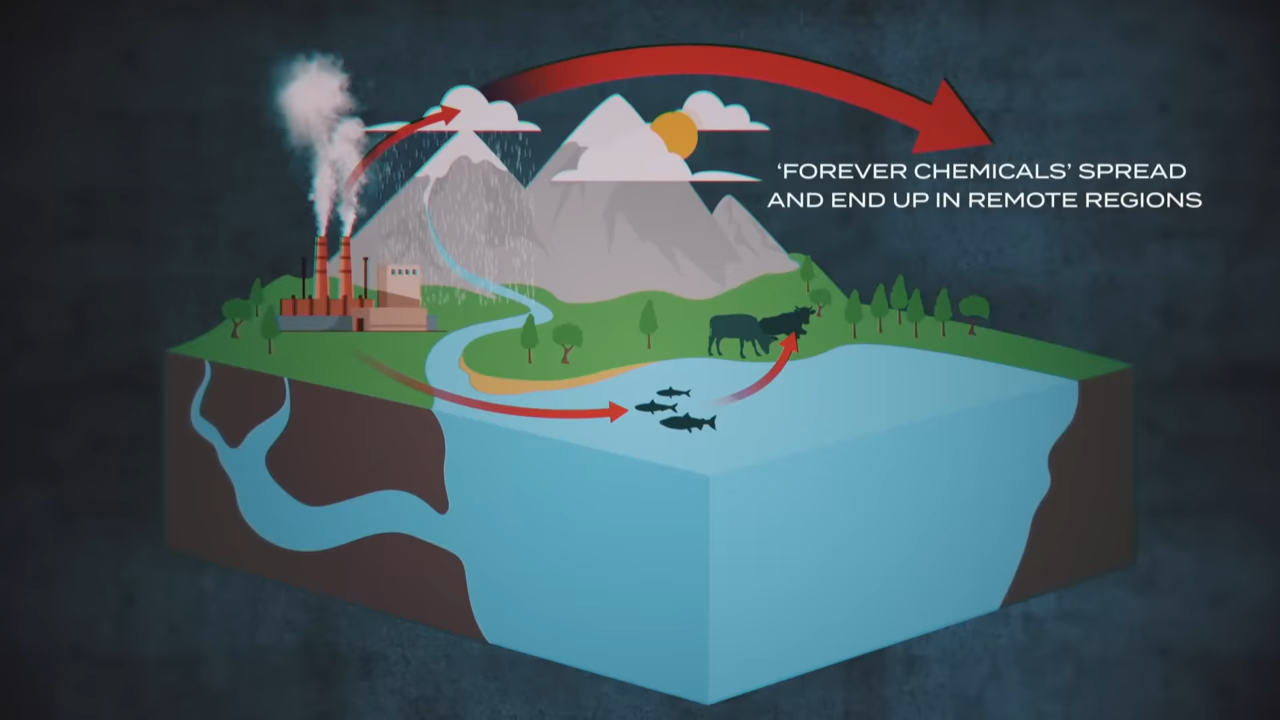 ‘FOREVER CHEMICALS’ SPREAD
AND END UP IN REMOTE REGIONS